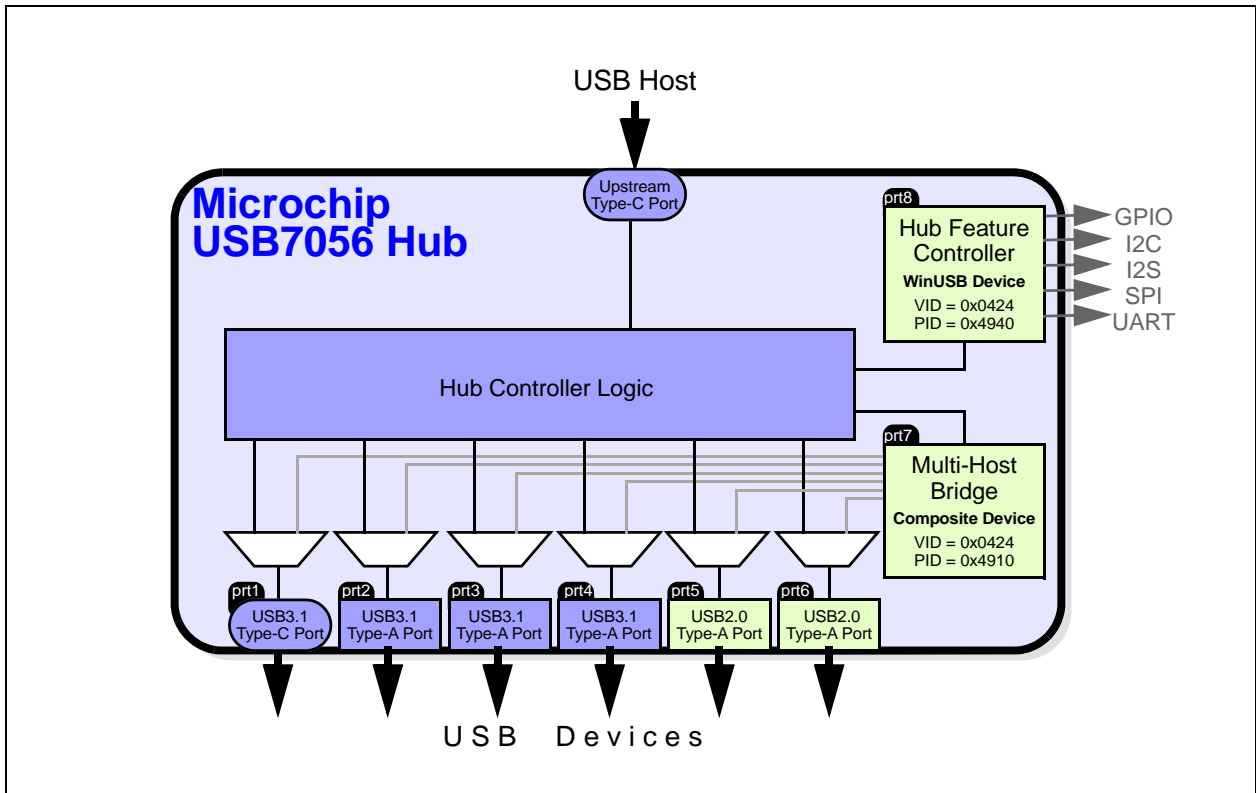 USB Host
Upstream
Type-C Port
Microchip
USB7056 Hub
prt8
Hub Feature
Controller
WinUSB Device
VID = 0x0424
PID = 0x4940
GPIO
I2C
I2S
SPI
UART
Hub Controller Logic
prt7
Multi-Host
Bridge
Composite Device
VID = 0x0424
PID = 0x4910
prt1
USB3.1
Type-C Port
prt2
USB3.1
Type-A Port
prt3
USB3.1
Type-A Port
prt4
USB3.1
Type-A Port
prt5
USB2.0
Type-A Port
prt6
USB2.0
Type-A Port
USB Devices